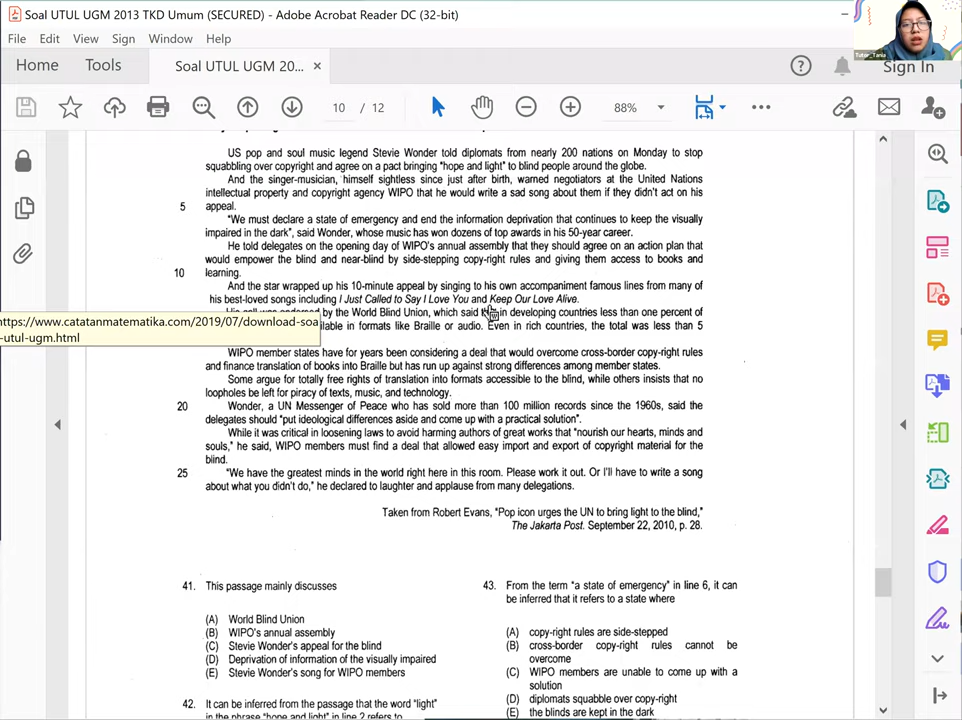 Soal UTUL UGM 2013 TKD Umum (SECURED) - Adobe Acrobat Reader DC (32-bit)
File Edit View Sign Window Help
Home Tools Soal UTUL UGM 20... × Sign In
10 / 12 88%
Tutor_Tania
US pop and soul music legend Stevie Wonder told diplomats from nearly 200 nations on Monday to stop
squabbling over copyright and agree on a pact bringing "hope and light" to blind people around the globe.
And the singer-musician, himself sightless since just after birth, warned negotiators at the United Nations
intellectual property and copyright agency WIPO that he would write a sad song about them if they didn't act on his
5 appeal.
"We must declare a state of emergency and end the information deprivation that continues to keep the visually
impaired in the dark", said Wonder, whose music has won dozens of top awards in his 50-year career.
He told delegates on the opening day of WIPO's annual assembly that they should agree on an action plan that
would empower the blind and near-blind by side-stepping copy-right rules and giving them access to books and
10 learning.
And the star wrapped up his 10-minute appeal by singing to his own accompaniment famous lines from many of
his best-loved songs including I Just Called to Say I Love You and Keep Our Love Alive.
by the World Blind Union, which said in developing countries less than one percent of
https://www.catatanmatematika.com/2019/07/download-soa
in formats like Braille or audio. Even in rich countries, the total was less than 5
-utul-ugm.html
WIPO member states have for years been considering a deal that would overcome cross-border copy-right rules
and finance translation of books into Braille but has run up against strong differences among member states.
Some argue for totally free rights of translation into formats accessible to the blind, while others insists that no
loopholes be left for piracy of texts, music, and technology.
20 Wonder, a UN Messenger of Peace who has sold more than 100 million records since the 1960s, said the
delegates should "put ideological differences aside and come up with a practical solution".
While it was critical in loosening laws to avoid harming authors of great works that "nourish our hearts, minds and
souls," he said, WIPO members must find a deal that allowed easy import and export of copyright material for the
blind.
25 "We have the greatest minds in the world right here in this room. Please work it out. Or I'll have to write a song
about what you didn't do," he declared to laughter and applause from many delegations.
Taken from Robert Evans, "Pop icon urges the UN to bring light to the blind,"
The Jakarta Post. September 22, 2010, p. 28.
41. This passage mainly discusses
(A) World Blind Union
(B) WIPO's annual assembly
(C) Stevie Wonder's appeal for the blind
(D) Deprivation of information of the visually impaired
(E) Stevie Wonder's song for WIPO members
42. It can be inferred from the passage that the word "light"
in the phrase "hope and light" in line 2 refers to
43. From the term "a state of emergency" in line 6, it can
be inferred that it refers to a state where
(A) copy-right rules are side-stepped
(B) cross-border copy-right rules cannot be
overcome
(C) WIPO members are unable to come up with a
solution
(D) diplomats squabble over copy-right
(E) the blinds are kept in the dark